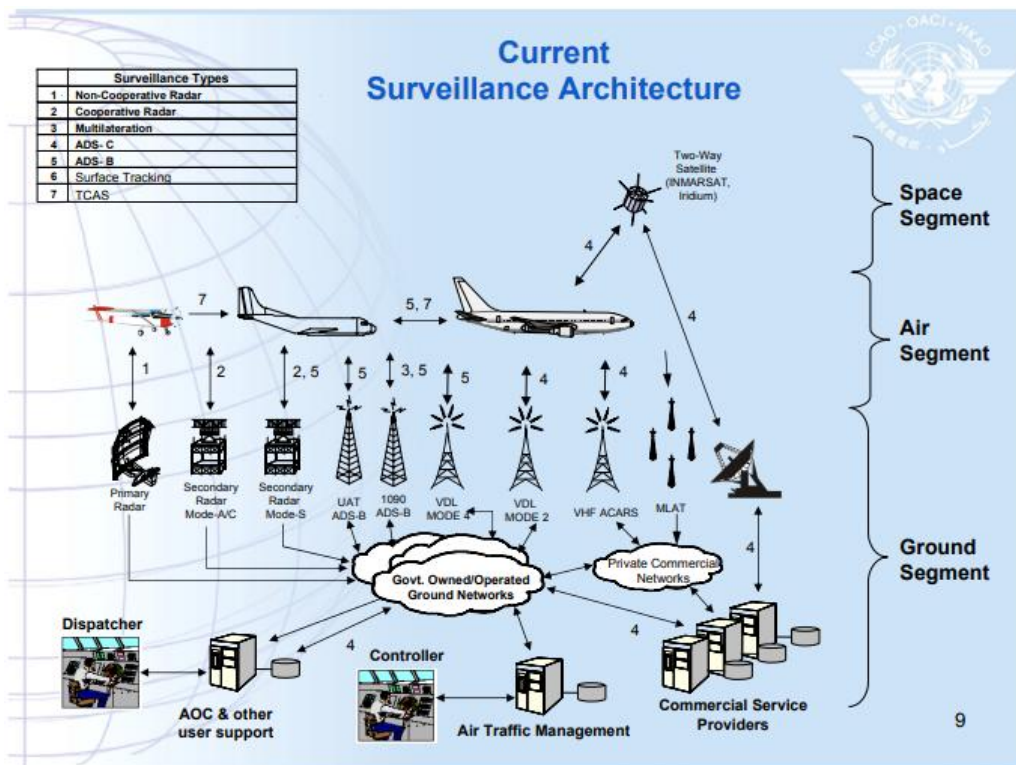 Current
Surveillance Architecture
ICAO · OACI · ИКАО
Surveillance Types
1 Non-Cooperative Radar
2 Cooperative Radar
3 Multilateration
4 ADS- C
5 ADS- B
6 Surface Tracking
7 TCAS
Two-Way
Satellite
(INMARSAT,
Iridium)
Space
Segment
4
4
7
5, 7
Air
Segment
1
2
2, 5
5
3, 5
5
4
4
Primary
Radar
Secondary
Radar
Mode-A/C
Secondary
Radar
Mode-S
UAT
ADS-B
1090
ADS-B
VDL
MODE 4
VDL
MODE 2
VHF ACARS
MLAT
4
Ground
Segment
Govt. Owned/Operated
Ground Networks
Private Commercial
Networks
Dispatcher
4
Controller
4
AOC & other
user support
Air Traffic Management
Commercial Service
Providers
9